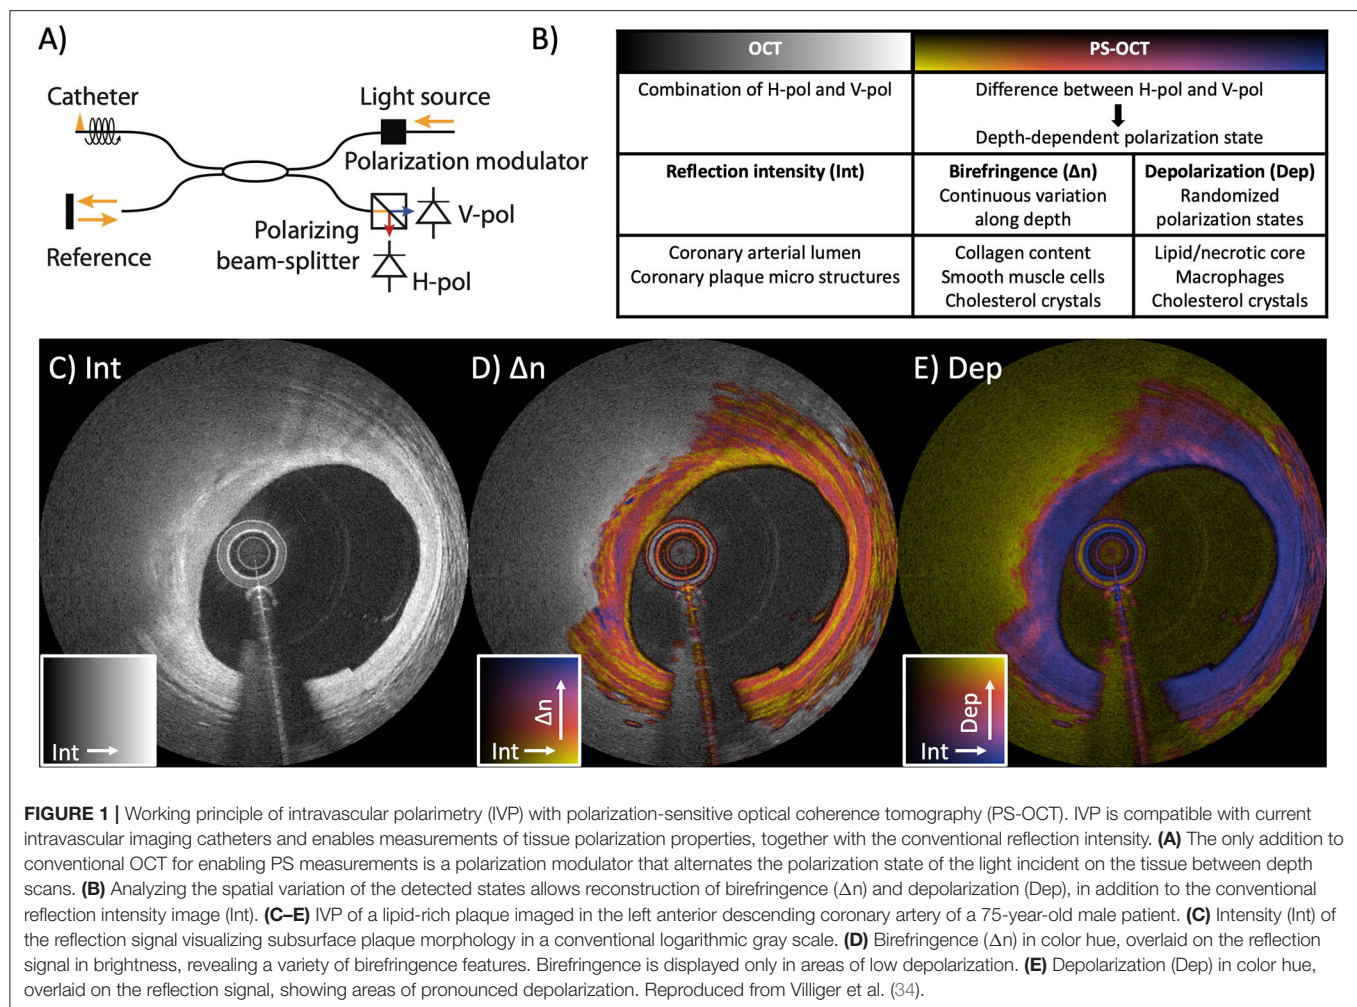 A)
Catheter
Light source
Polarization modulator
Reference
Polarizing
beam-splitter
V-pol
H-pol
B)
OCT
PS-OCT
Combination of H-pol and V-pol
Difference between H-pol and V-pol
Depth-dependent polarization state
Reflection intensity (Int)
Birefringence (Δn)
Continuous variation
along depth
Depolarization (Dep)
Randomized
polarization states
Coronary arterial lumen
Coronary plaque micro structures
Collagen content
Smooth muscle cells
Cholesterol crystals
Lipid/necrotic core
Macrophages
Cholesterol crystals
C) Int
Int
D) Δn
Δn
Int
E) Dep
Dep
Int
FIGURE 1 | Working principle of intravascular polarimetry (IVP) with polarization-sensitive optical coherence tomography (PS-OCT). IVP is compatible with current
intravascular imaging catheters and enables measurements of tissue polarization properties, together with the conventional reflection intensity. (A) The only addition to
conventional OCT for enabling PS measurements is a polarization modulator that alternates the polarization state of the light incident on the tissue between depth
scans. (B) Analyzing the spatial variation of the detected states allows reconstruction of birefringence (Δn) and depolarization (Dep), in addition to the conventional
reflection intensity image (Int). (C–E) IVP of a lipid-rich plaque imaged in the left anterior descending coronary artery of a 75-year-old male patient. (C) Intensity (Int) of
the reflection signal visualizing subsurface plaque morphology in a conventional logarithmic gray scale. (D) Birefringence (Δn) in color hue, overlaid on the reflection
signal in brightness, revealing a variety of birefringence features. Birefringence is displayed only in areas of low depolarization. (E) Depolarization (Dep) in color hue,
overlaid on the reflection signal, showing areas of pronounced depolarization. Reproduced from Villiger et al. (34).